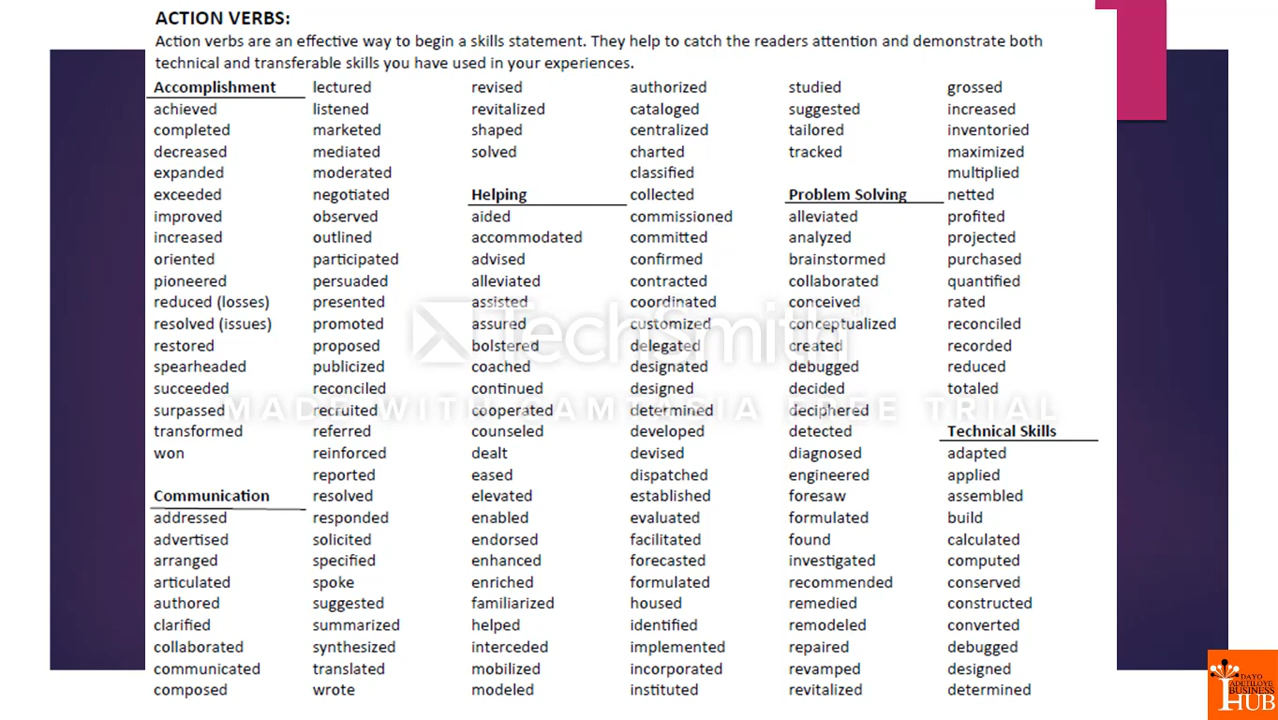 ACTION VERBS:
Action verbs are an effective way to begin a skills statement. They help to catch the readers attention and demonstrate both
technical and transferable skills you have used in your experiences.
Accomplishment
achieved
completed
decreased
expanded
exceeded
improved
increased
oriented
pioneered
reduced (losses)
resolved (issues)
restored
spearheaded
succeeded
surpassed
transformed
won
Communication
addressed
advertised
arranged
articulated
authored
clarified
collaborated
communicated
composed
lectured
listened
marketed
mediated
moderated
negotiated
observed
outlined
participated
persuaded
presented
promoted
proposed
publicized
reconciled
recruited
referred
reinforced
reported
resolved
responded
solicited
specified
spoke
suggested
summarized
synthesized
translated
wrote
revised
revitalized
shaped
solved
Helping
aided
accommodated
advised
alleviated
assisted
assured
bolstered
coached
continued
cooperated
counseled
dealt
eased
elevated
enabled
endorsed
enhanced
enriched
familiarized
helped
interceded
mobilized
modeled
authorized
cataloged
centralized
charted
classified
collected
commissioned
committed
confirmed
contracted
coordinated
customized
delegated
designated
designed
determined
developed
devised
dispatched
established
evaluated
facilitated
forecasted
formulated
housed
identified
implemented
incorporated
instituted
studied
suggested
tailored
tracked
Problem Solving
alleviated
analyzed
brainstormed
collaborated
conceived
conceptualized
created
debugged
decided
deciphered
detected
diagnosed
engineered
foresaw
formulated
found
investigated
recommended
remedied
remodeled
repaired
revamped
revitalized
grossed
increased
inventoried
maximized
multiplied
netted
profited
projected
purchased
quantified
rated
reconciled
recorded
reduced
totaled
Technical Skills
adapted
applied
assembled
build
calculated
computed
conserved
constructed
converted
debugged
designed
determined
TechSmith
MADE WITH CAMTASIA FREE TRIAL
DAYO
ADETILOYE
BUSINESS
HUB